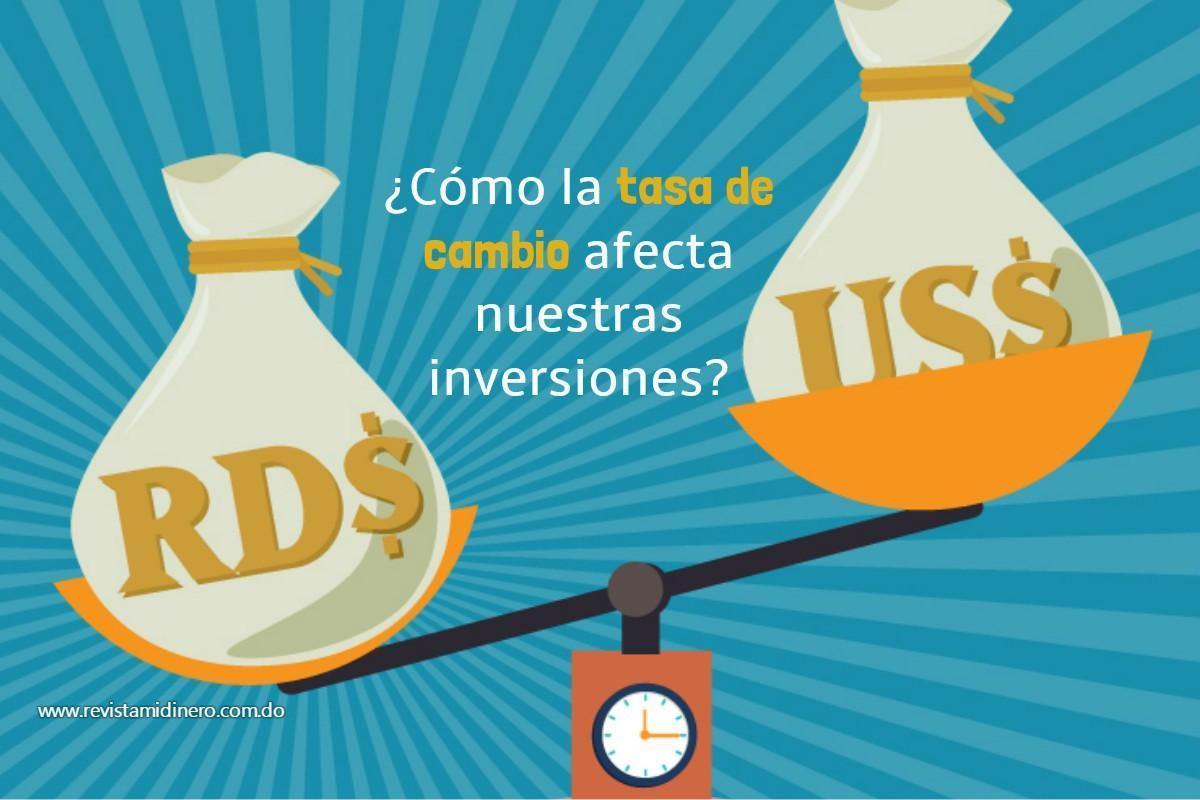 ¿Cómo la tasa de
cambio afecta
nuestras
inversiones?
US$
RD$
www.revistamidinero.com.do